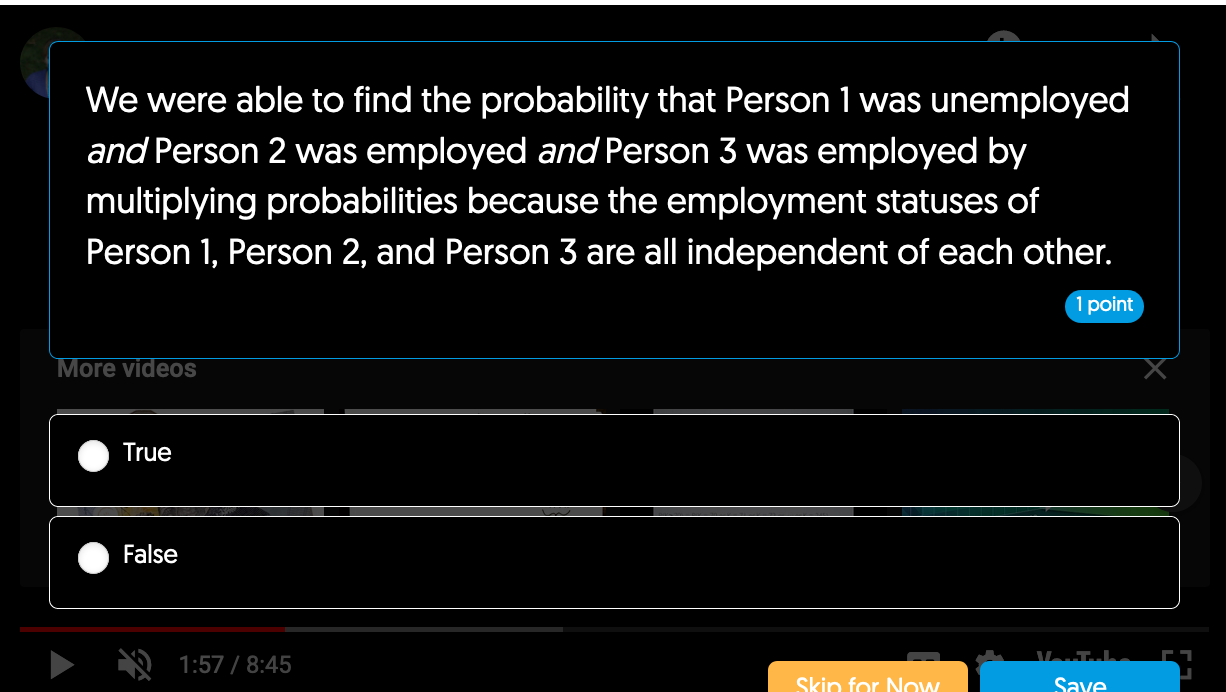 We were able to find the probability that Person 1 was unemployed
and Person 2 was employed and Person 3 was employed by
multiplying probabilities because the employment statuses of
Person 1, Person 2, and Person 3 are all independent of each other.
1 point
More videos
True
False
1:57 / 8:45
YouTube
Skip for Now
Save